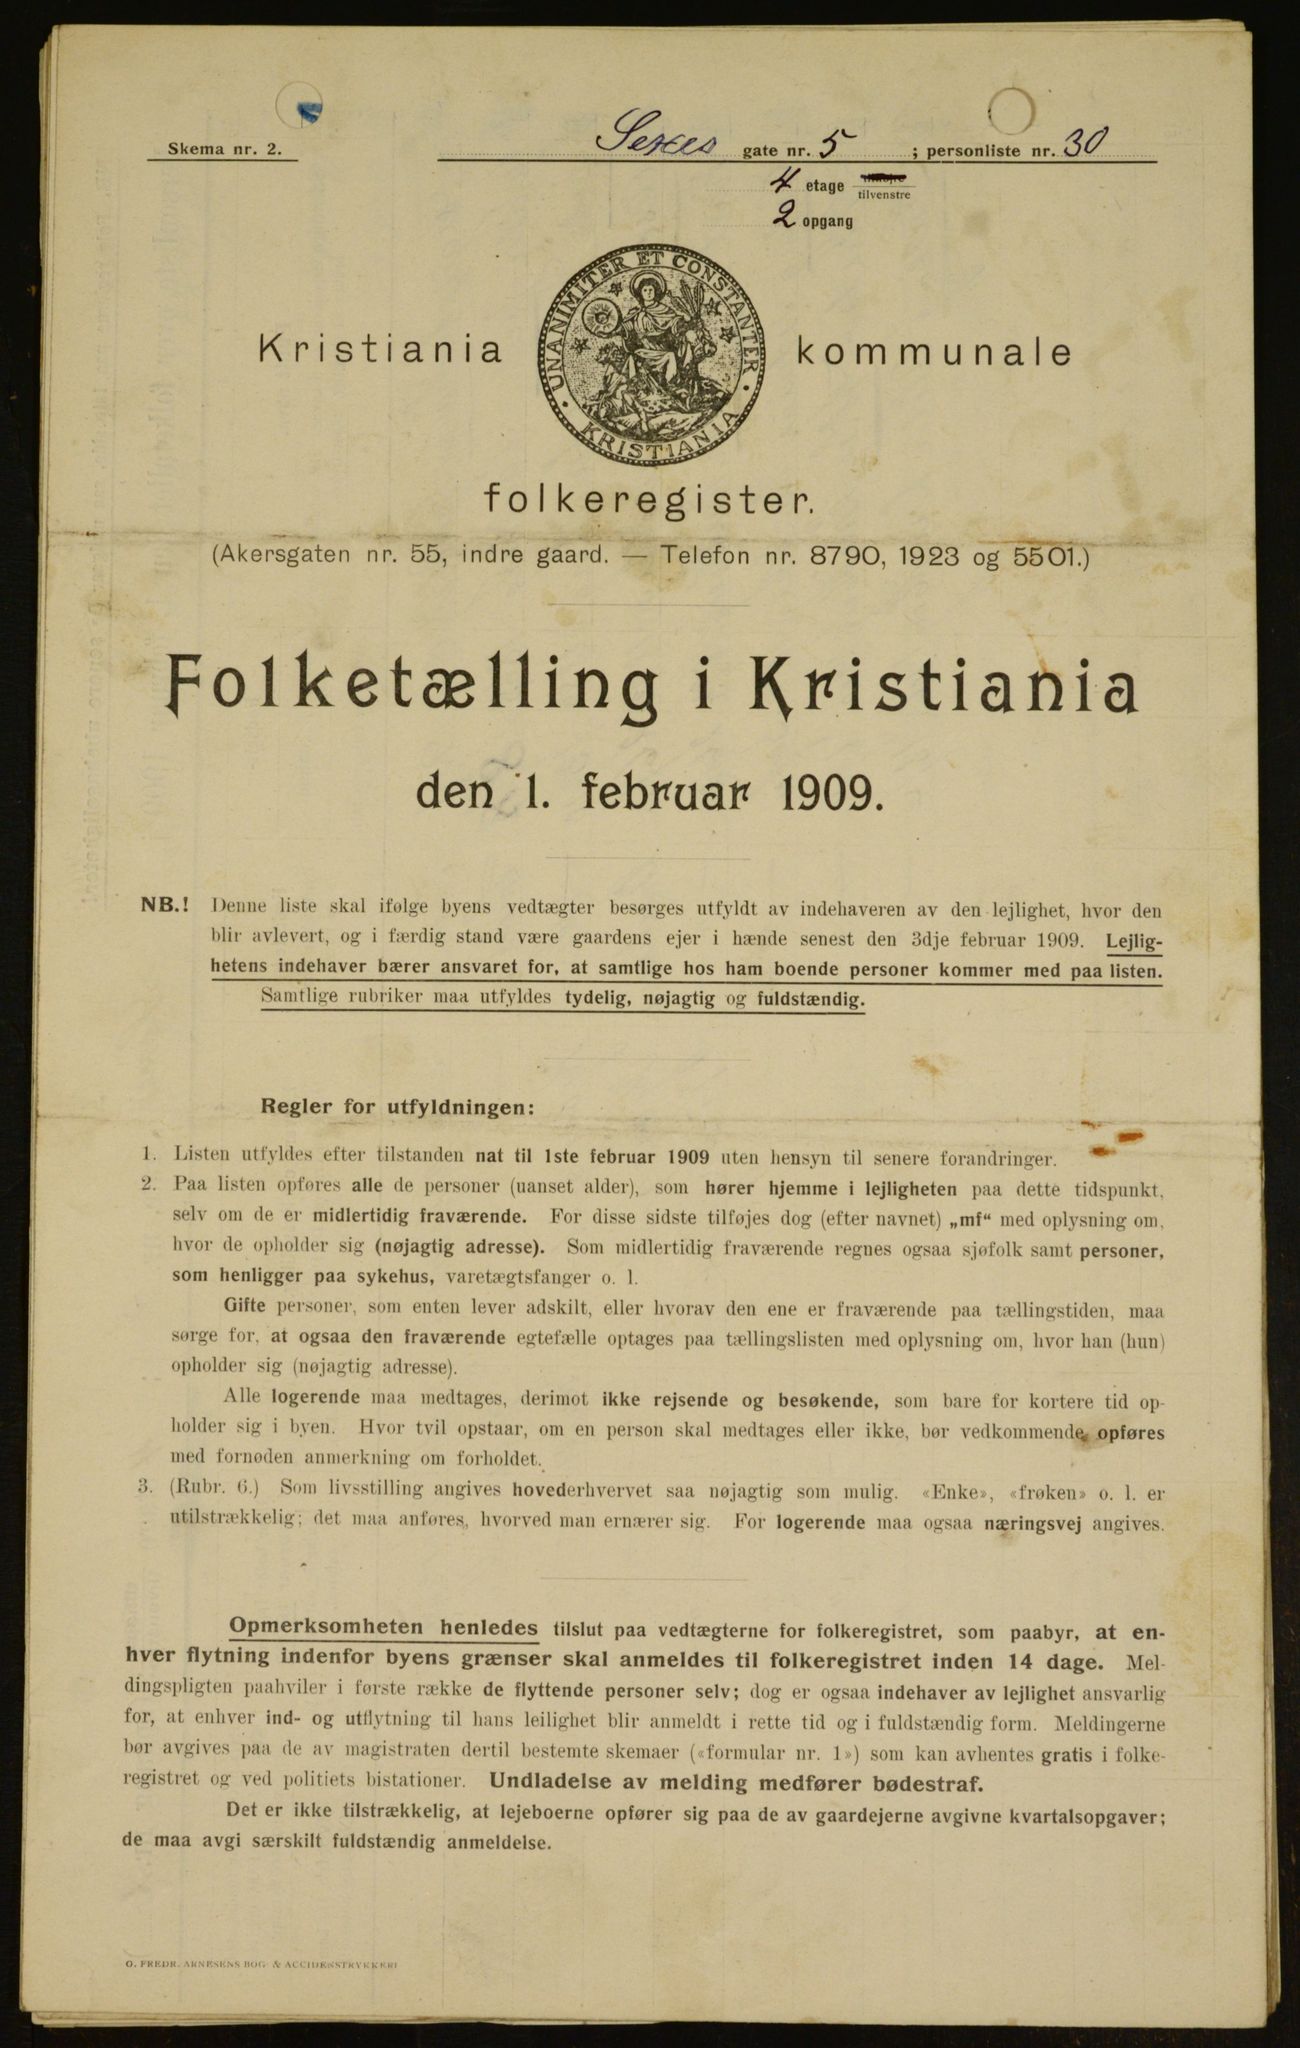 Skema nr. 2.
Sexes gate nr. 5 ; personliste nr. 30
4 etage tilvenstre
2 opgang
UNANIMITER ET CONSTANTER
KRISTIANIA
Kristiania kommunale
folkeregister.
(Akersgaten nr. 55, indre gaard. — Telefon nr. 8790, 1923 og 5501.)
Folketælling i Kristiania
den 1. februar 1909.
NB.! Denne liste skal ifølge byens vedtægter besørges utfyldt av indehaveren av den lejlighet, hvor den
blir avlevert, og i færdig stand være gaardens ejer i hænde senest den 3dje februar 1909. Lejlig-
hetens indehaver bærer ansvaret for, at samtlige hos ham boende personer kommer med paa listen.
Samtlige rubriker maa utfyldes tydelig, nøjagtig og fuldstændig.
Regler for utfyldningen:
1. Listen utfyldes efter tilstanden nat til 1ste februar 1909 uten hensyn til senere forandringer.
2. Paa listen opføres alle de personer (uanset alder), som hører hjemme i lejligheten paa dette tidspunkt,
selv om de er midlertidig fraværende. For disse sidste tilføjes dog (efter navnet) „mf“ med oplysning om,
hvor de opholder sig (nøjagtig adresse). Som midlertidig fraværende regnes ogsaa sjøfolk samt personer,
som henligger paa sykehus, varetægtsfanger o. l.
Gifte personer, som enten lever adskilt, eller hvorav den ene er fraværende paa tællingstiden, maa
sørge for, at ogsaa den fraværende egtefælle optages paa tællingslisten med oplysning om, hvor han (hun)
opholder sig (nøjagtig adresse).
Alle logerende maa medtages, derimot ikke rejsende og besøkende, som bare for kortere tid op-
holder sig i byen. Hvor tvil opstaar, om en person skal medtages eller ikke, bør vedkommende opføres
med fornøden anmerkning om forholdet.
3. (Rubr. 6.) Som livsstilling angives hovederhvervet saa nøjagtig som mulig. «Enke», «frøken» o. l. er
utilstrækkelig; det maa anføres, hvorved man ernærer sig. For logerende maa ogsaa næringsvej angives.
Opmerksomheten henledes tilslut paa vedtægterne for folkeregistret, som paabyr, at en-
hver flytning indenfor byens grænser skal anmeldes til folkeregistret inden 14 dage. Mel-
dingspligten paahviler i første række de flyttende personer selv; dog er ogsaa indehaver av lejlighet ansvarlig
for, at enhver ind- og utflytning til hans leilighet blir anmeldt i rette tid og i fuldstændig form. Meldingerne
bør avgives paa de av magistraten dertil bestemte skemaer («formular nr. 1») som kan avhentes gratis i folke-
registret og ved politiets bistationer. Undladelse av melding medfører bødestraf.
Det er ikke tilstrækkelig, at lejeboerne opfører sig paa de av gaardejerne avgivne kvartalsopgaver;
de maa avgi særskilt fuldstændig anmeldelse.
O. FREDR. ARNESENS BOG- & ACCIDENSTRYKKERI